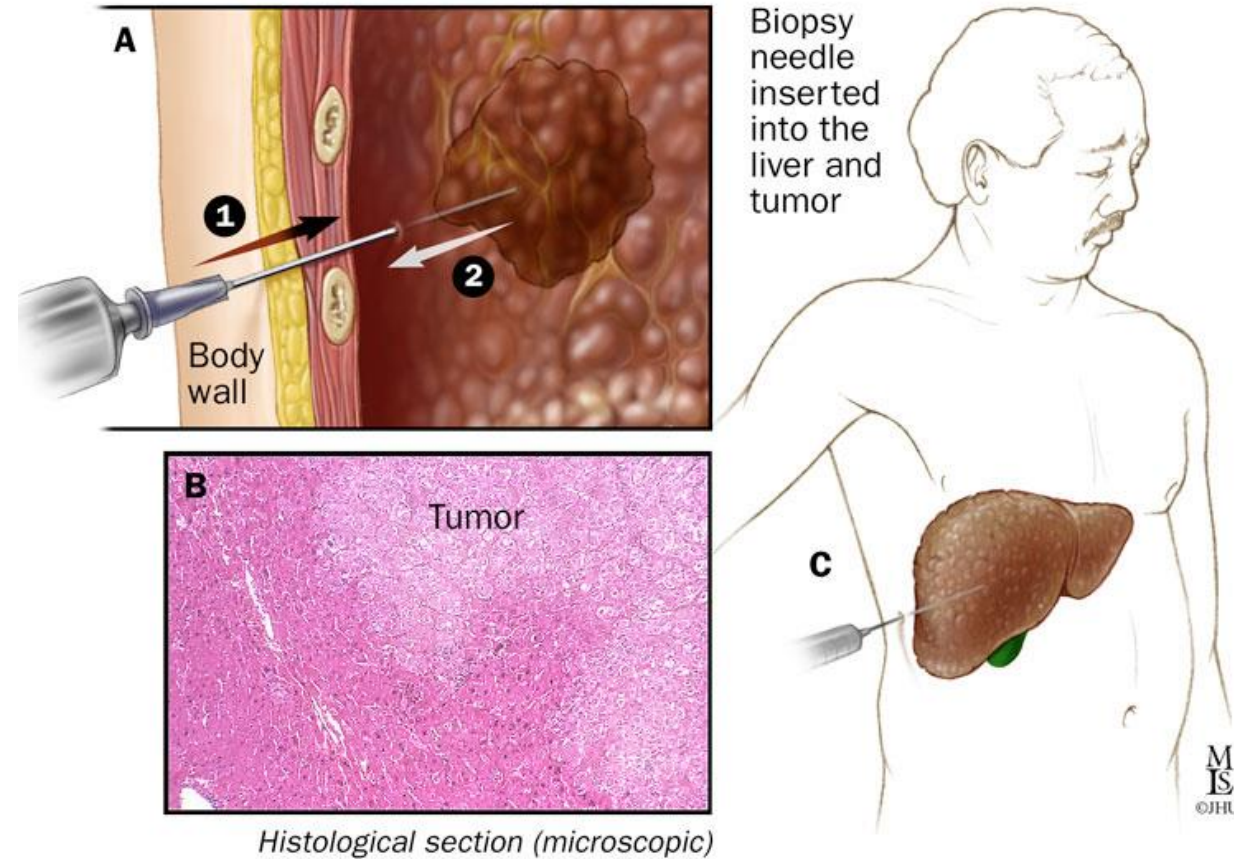 A
1
2
Body
wall
B
Tumor
Histological section (microscopic)
Biopsy
needle
inserted
into the
liver and
tumor
C
M
IS
©JHU